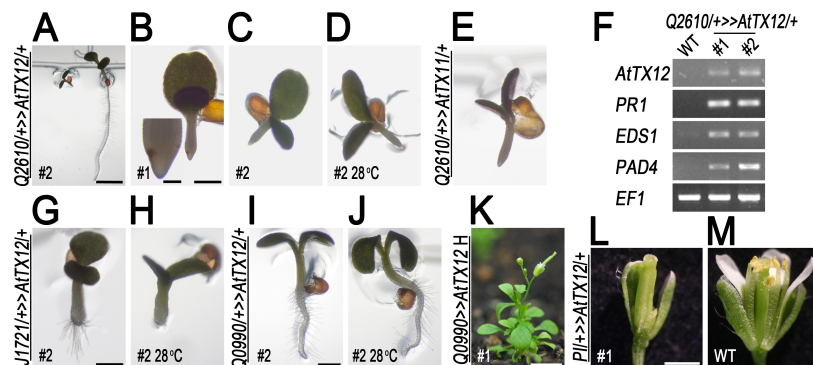 A
B
C
D
E
F
Q2610/+>>AtTX12/+
#2
#1
#2
#2 28°C
Q2610/+>>AtTX11/+
Q2610/+>>AtTX12/+
WT
#1
#2
AtTX12
PR1
EDS1
PAD4
EF1
G
H
I
J
K
L
M
J1721/+>>AtTX12/+
#2
#2 28°C
Q0990/+>>AtTX12/+
#2
#2 28°C
Q0990>>AtTX12 H
#1
PI/+>>AtTX12/+
#1
WT